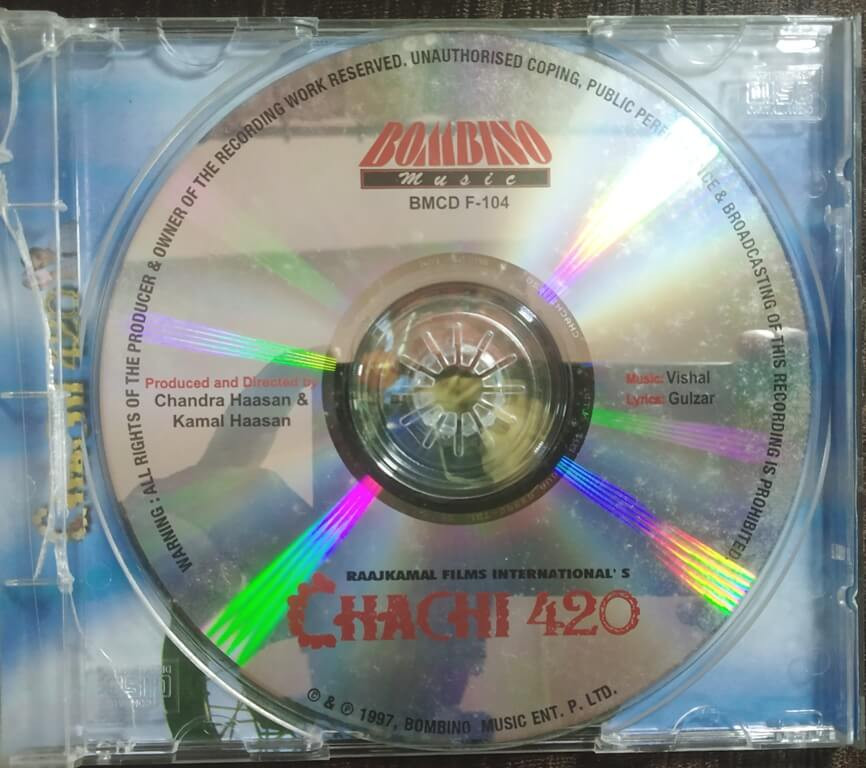 WARNING : ALL RIGHTS OF THE PRODUCER & OWNER OF THE RECORDING WORK RESERVED. UNAUTHORISED COPING, PUBLIC PERFORMANCE & BROADCASTING OF THIS RECORDING IS PROHIBITED
BOMBINO
Music
BMCD F-104
Produced and Directed by
Chandra Haasan &
Kamal Haasan
Music: Vishal
Lyrics: Gulzar
RAAJKAMAL FILMS INTERNATIONAL' S
CHACHI 420
© & ℗ 1997, BOMBINO MUSIC ENT. P. LTD.
CHACHI 420